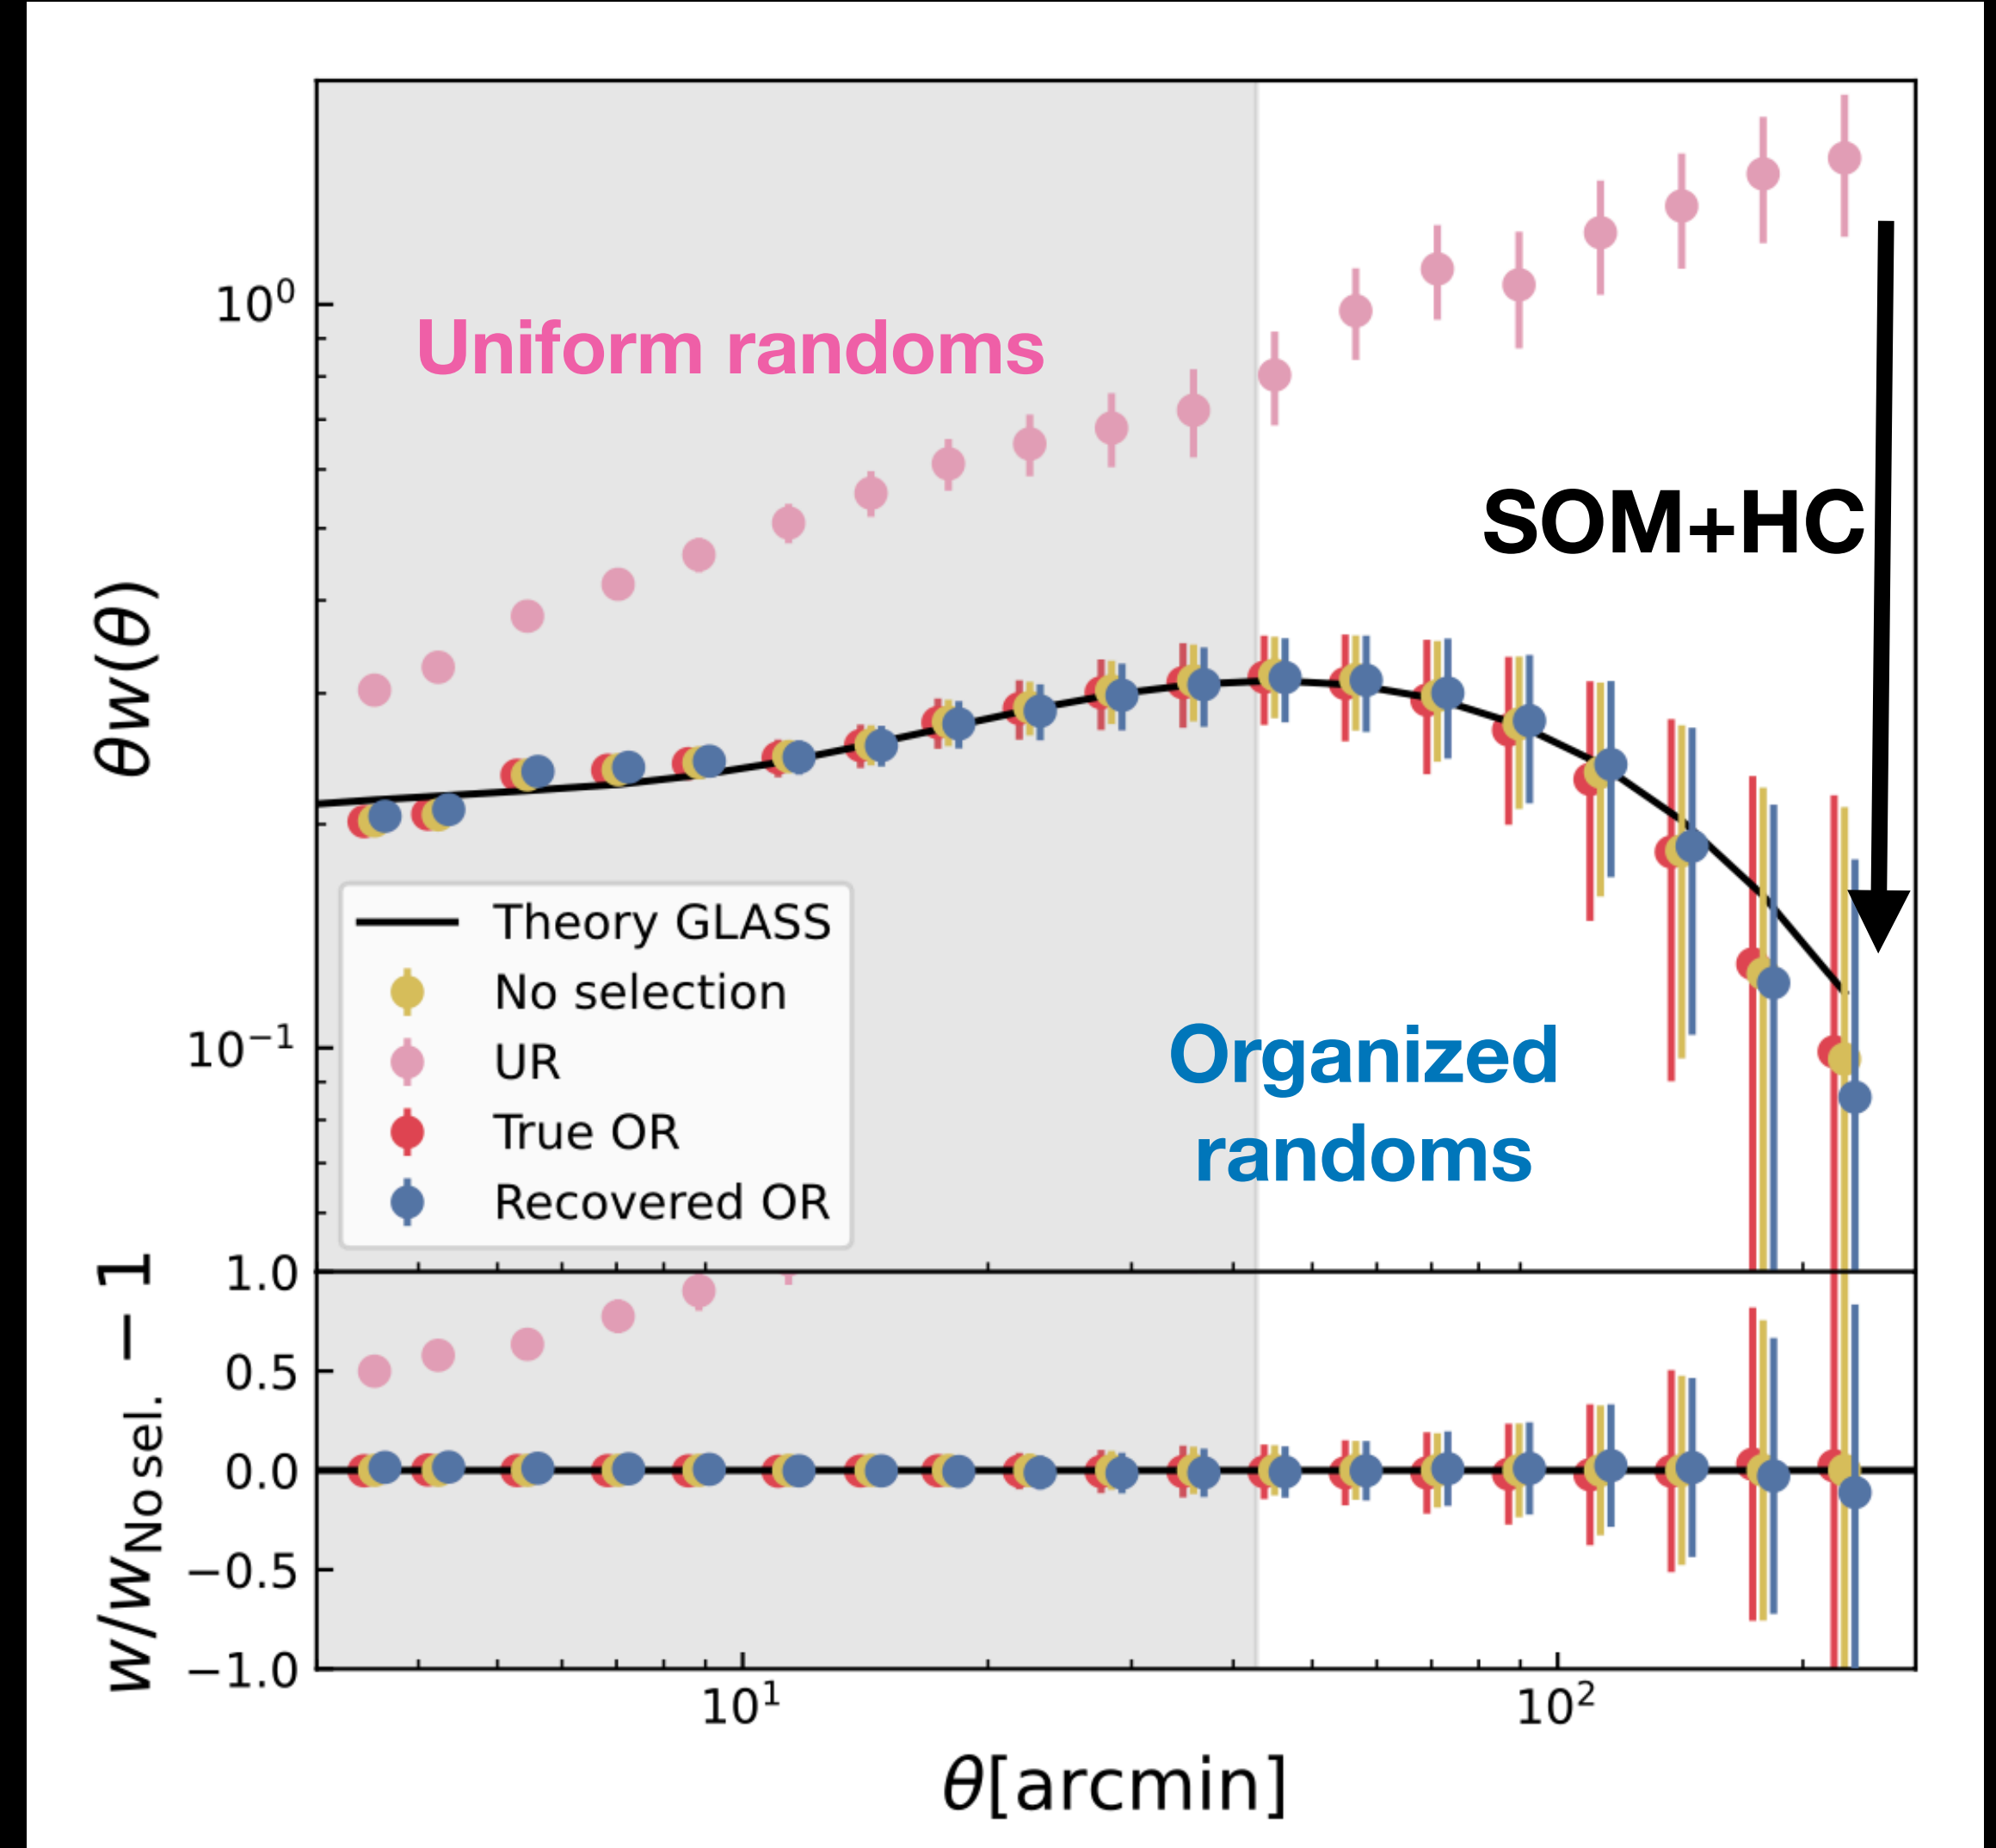 10⁰
Uniform randoms
SOM+HC
θw(θ)
Theory GLASS
No selection
UR
True OR
Recovered OR
10⁻¹
Organized
randoms
w/w_No sel. − 1
1.0
0.5
0.0
−0.5
−1.0
10¹
10²
θ[arcmin]